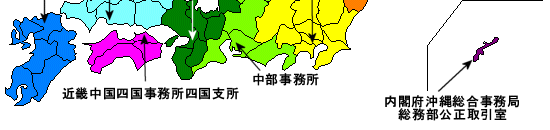 中部事務所
近畿中国四国事務所四国支所
内閣府沖縄総合事務局
総務部公正取引室